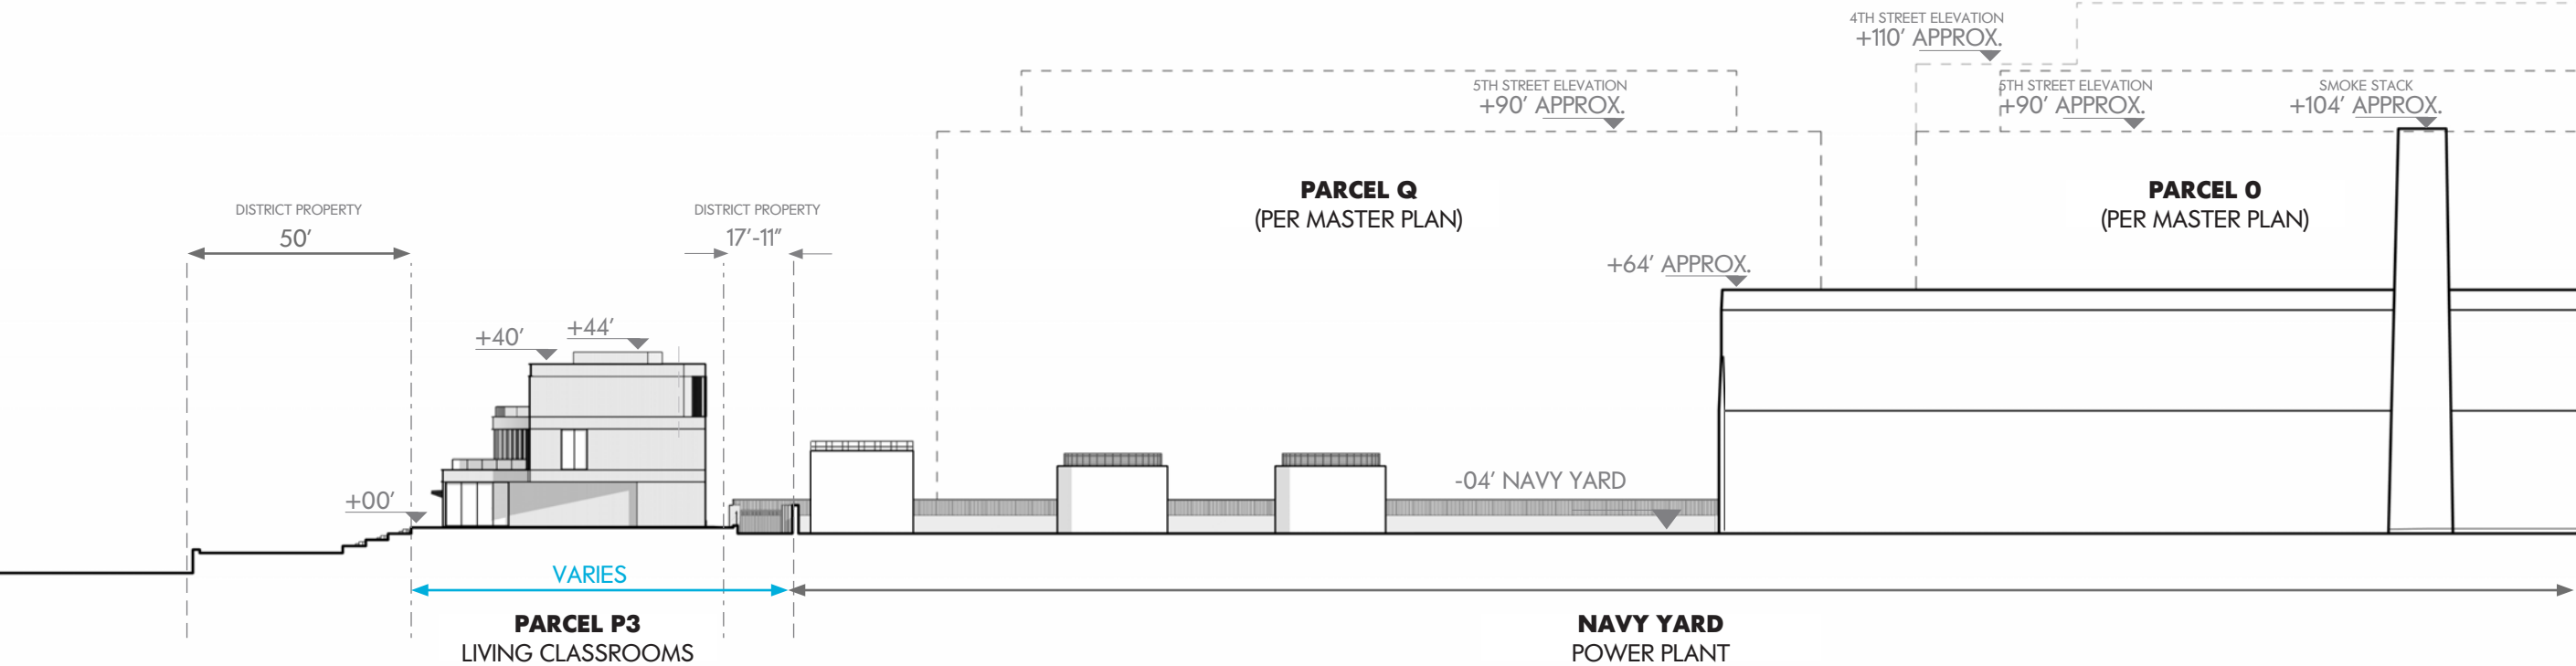 4TH STREET ELEVATION
+110' APPROX.
5TH STREET ELEVATION
+90' APPROX.
5TH STREET ELEVATION
+90' APPROX.
SMOKE STACK
+104' APPROX.
PARCEL Q
(PER MASTER PLAN)
PARCEL 0
(PER MASTER PLAN)
DISTRICT PROPERTY
50'
DISTRICT PROPERTY
17'-11"
+64' APPROX.
+40'
+44'
+00'
-04' NAVY YARD
VARIES
PARCEL P3
LIVING CLASSROOMS
NAVY YARD
POWER PLANT